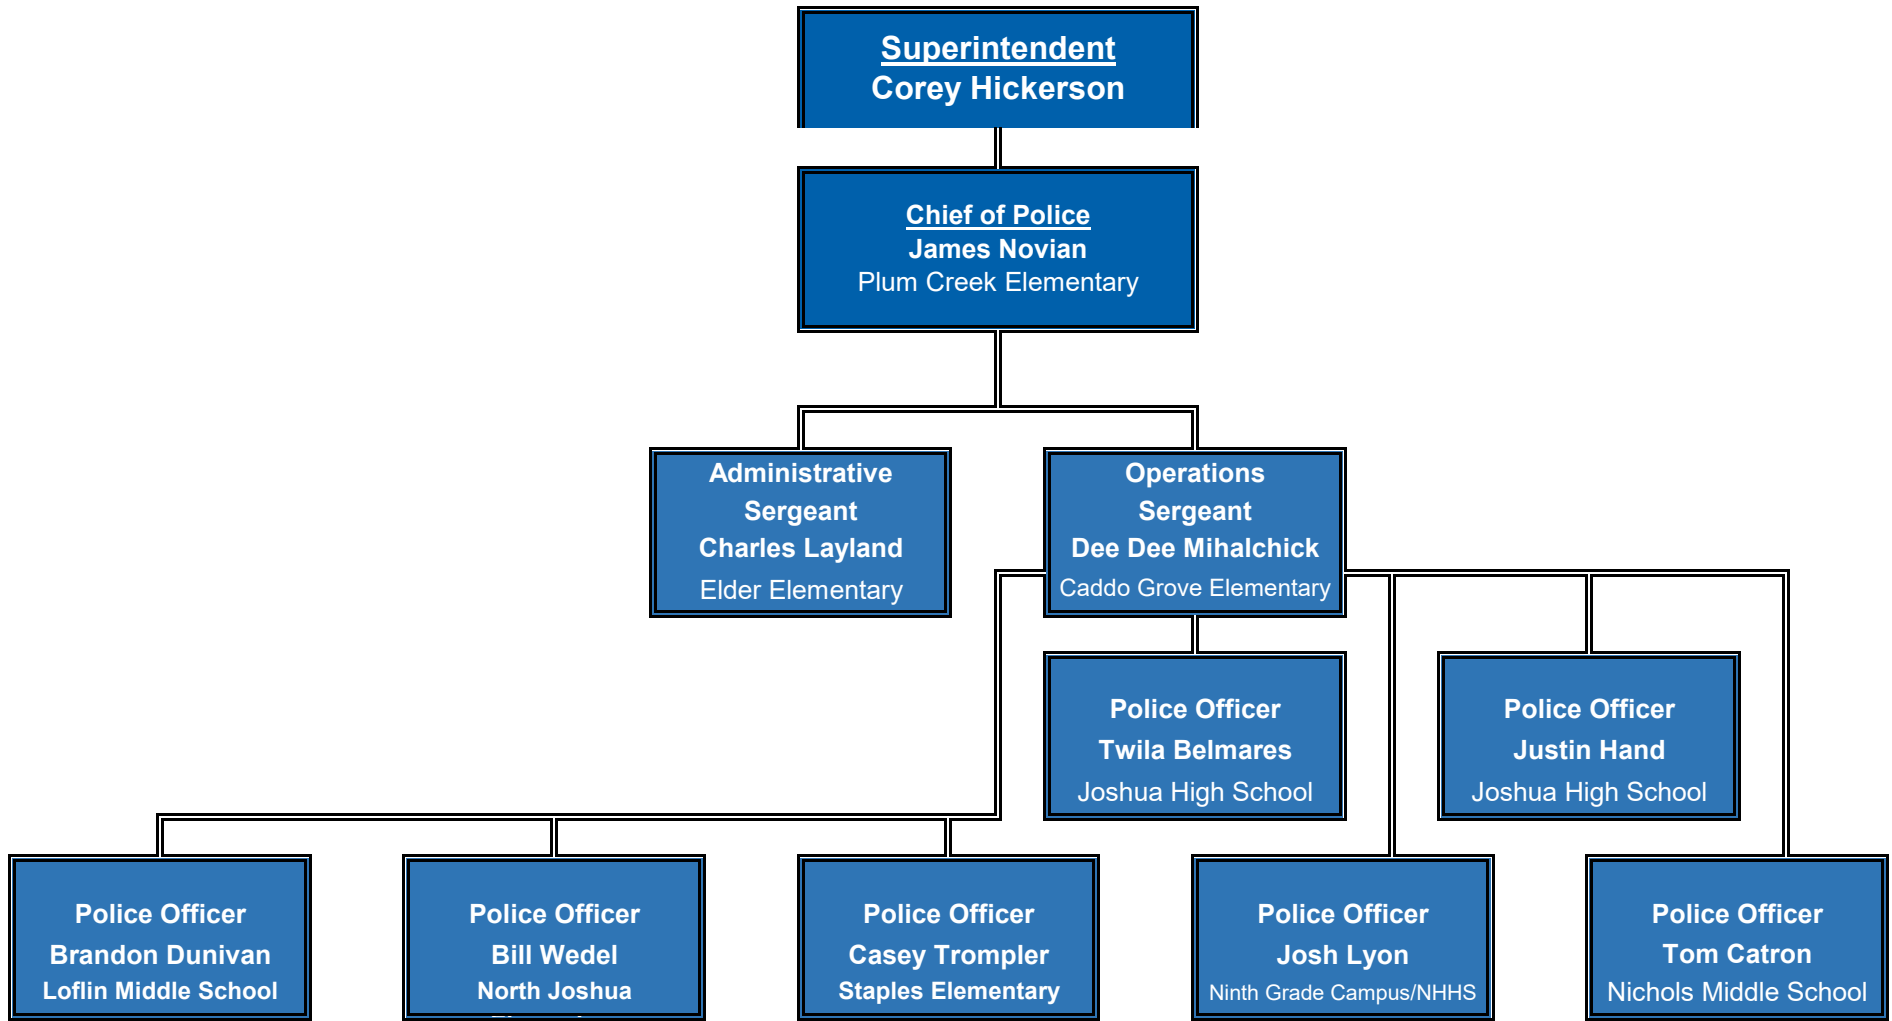 Superintendent
Corey Hickerson
Chief of Police
James Novian
Plum Creek Elementary
Administrative
Sergeant
Charles Layland
Elder Elementary
Operations
Sergeant
Dee Dee Mihalchick
Caddo Grove Elementary
Police Officer
Twila Belmares
Joshua High School
Police Officer
Justin Hand
Joshua High School
Police Officer
Brandon Dunivan
Loflin Middle School
Police Officer
Bill Wedel
North Joshua
Police Officer
Casey Trompler
Staples Elementary
Police Officer
Josh Lyon
Ninth Grade Campus/NHHS
Police Officer
Tom Catron
Nichols Middle School